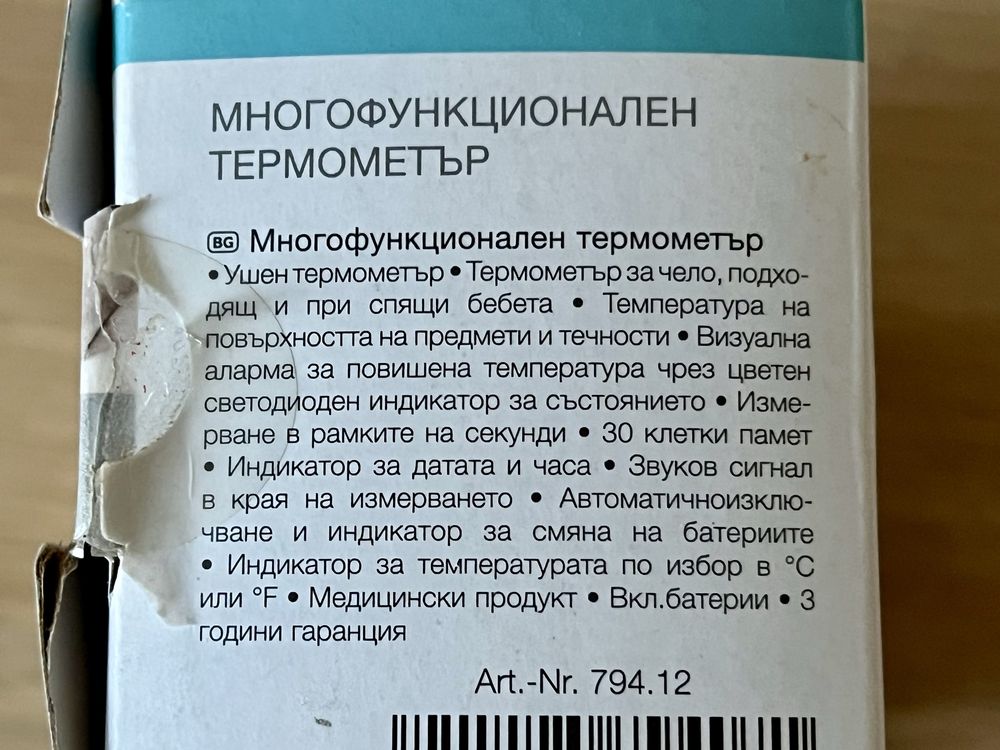 МНОГОФУНКЦИОНАЛЕН
ТЕРМОМЕТЪР
BG Многофункционален термометър
• Ушен термометър • Термометър за чело, подхо-
дящ и при спящи бебета • Температура на
повърхността на предмети и течности • Визуална
аларма за повишена температура чрез цветен
светодиоден индикатор за състоянието • Изме-
рване в рамките на секунди • 30 клетки памет
• Индикатор за датата и часа • Звуков сигнал
в края на измерването • Автоматичноизклю-
чване и индикатор за смяна на батериите
• Индикатор за температурата по избор в °C
или °F • Медицински продукт • Вкл.батерии • 3
години гаранция
Art.-Nr. 794.12